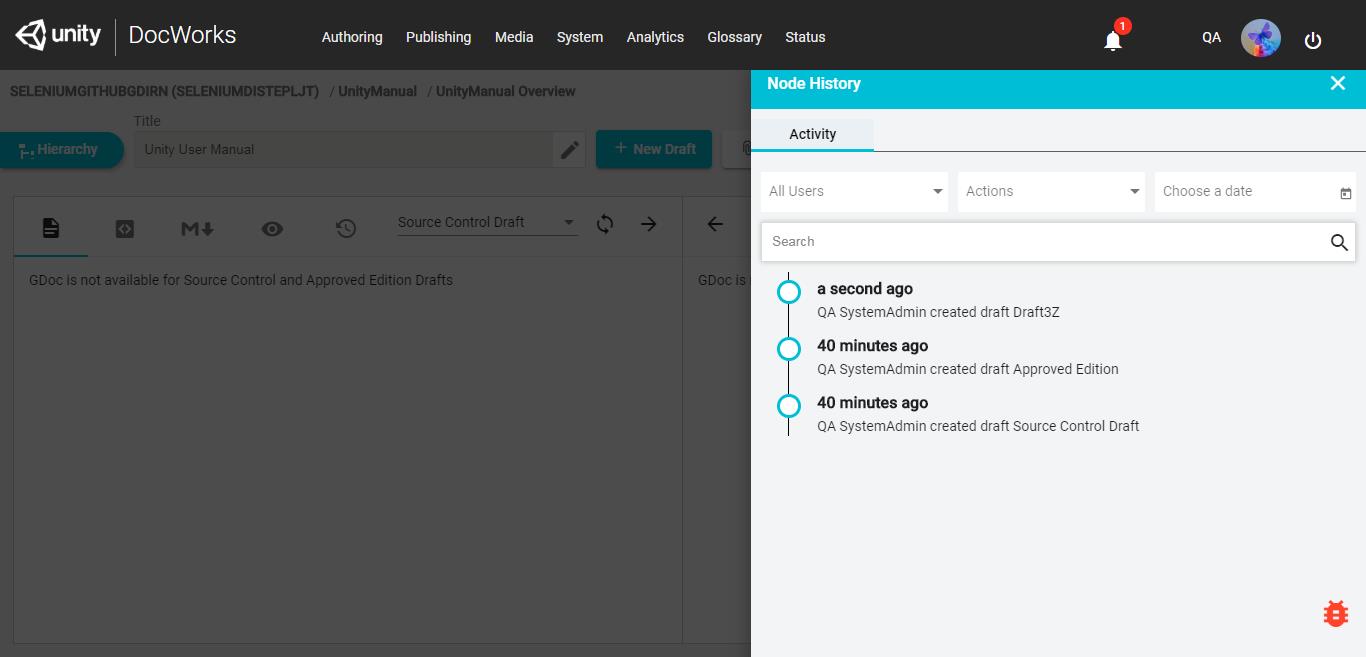 unity DocWorks Authoring Publishing Media System Analytics Glossary Status 1 QA
SELENIUMGITHUBGDIRN (SELENIUMDISTEPLJT) / UnityManual / UnityManual Overview
Title
Hierarchy Unity User Manual + New Draft
Source Control Draft
GDoc is not available for Source Control and Approved Edition Drafts
GDoc is
Node History
Activity
All Users Actions Choose a date
Search
a second ago
QA SystemAdmin created draft Draft3Z
40 minutes ago
QA SystemAdmin created draft Approved Edition
40 minutes ago
QA SystemAdmin created draft Source Control Draft